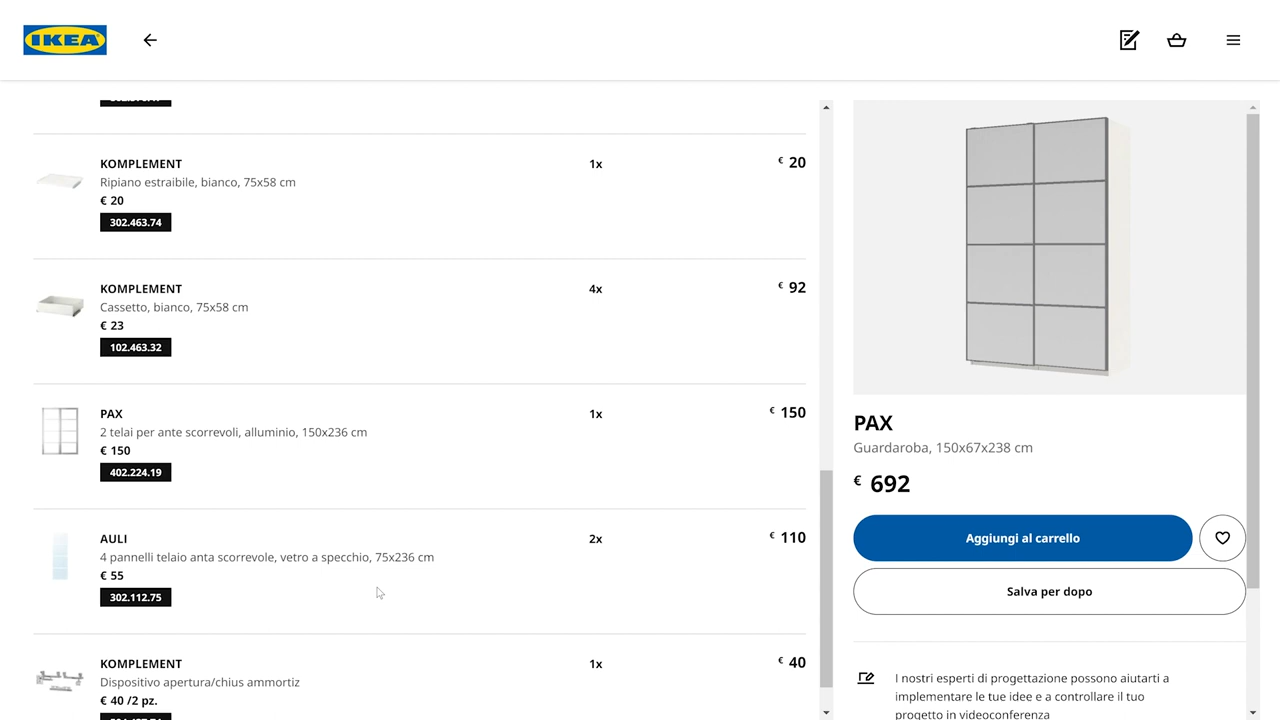 IKEA
KOMPLEMENT
1x
€ 20
Ripiano estraibile, bianco, 75x58 cm
€ 20
302.463.74
KOMPLEMENT
4x
€ 92
Cassetto, bianco, 75x58 cm
€ 23
102.463.32
PAX
1x
€ 150
2 telai per ante scorrevoli, alluminio, 150x236 cm
€ 150
402.224.19
AULI
2x
€ 110
4 pannelli telaio anta scorrevole, vetro a specchio, 75x236 cm
€ 55
302.112.75
KOMPLEMENT
1x
€ 40
Dispositivo apertura/chius ammortiz
€ 40 /2 pz.
PAX
Guardaroba, 150x67x238 cm
€ 692
Aggiungi al carrello
Salva per dopo
I nostri esperti di progettazione possono aiutarti a
implementare le tue idee e a controllare il tuo
progetto in videoconferenza